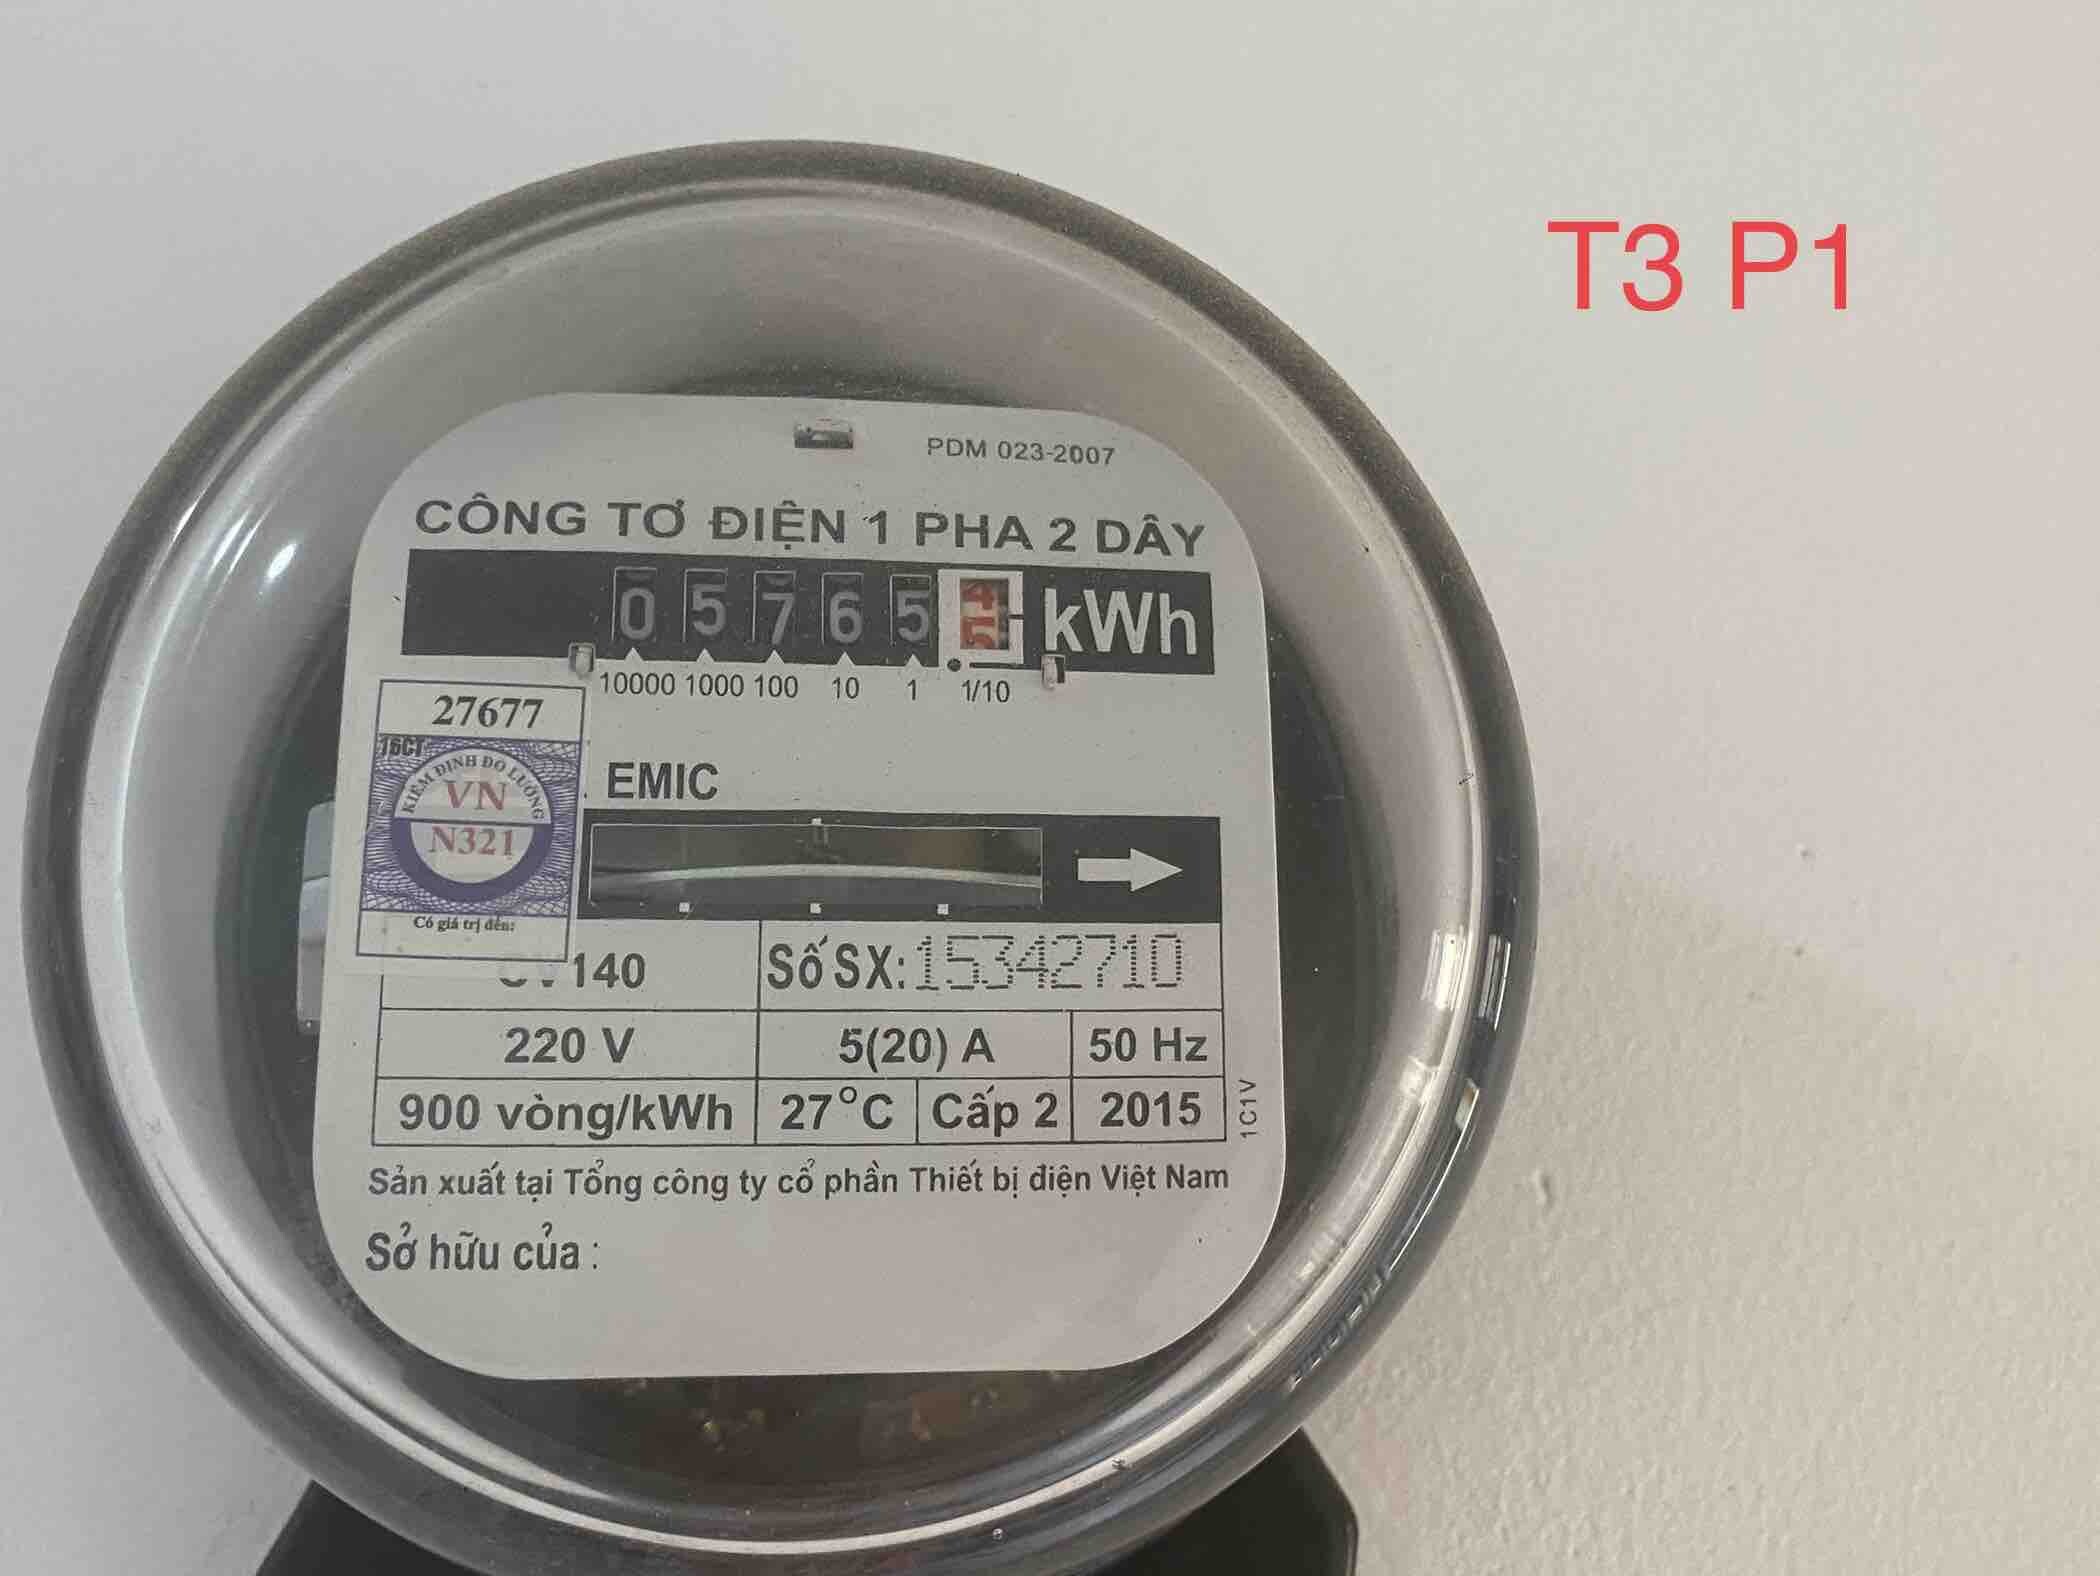 T3 P1
PDM 023-2007
CÔNG TƠ ĐIỆN 1 PHA 2 DÂY
0 5 7 6 5 kWh
10000 1000 100 10 1 1/10
27677
16CT
KIỂM ĐỊNH ĐO LƯỜNG
VN
N321
Có giá trị đến:
EMIC
140
Số SX: 15342710
220 V 5(20) A 50 Hz
900 vòng/kWh 27°C Cấp 2 2015
1C1V
Sản xuất tại Tổng công ty cổ phần Thiết bị điện Việt Nam
Sở hữu của :